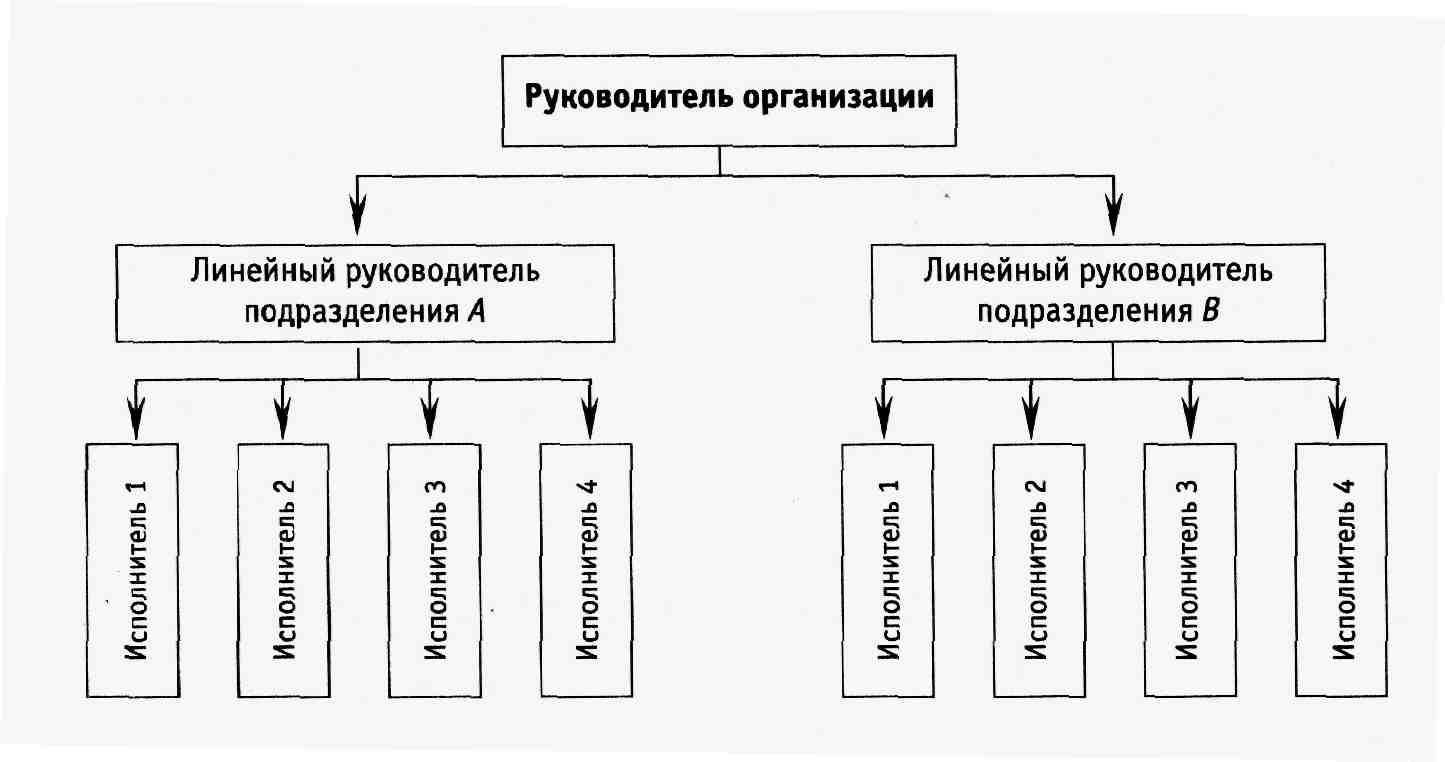 Руководитель организации
Линейный руководитель
подразделения A
Линейный руководитель
подразделения B
Исполнитель 1
Исполнитель 2
Исполнитель 3
Исполнитель 4
Исполнитель 1
Исполнитель 2
Исполнитель 3
Исполнитель 4